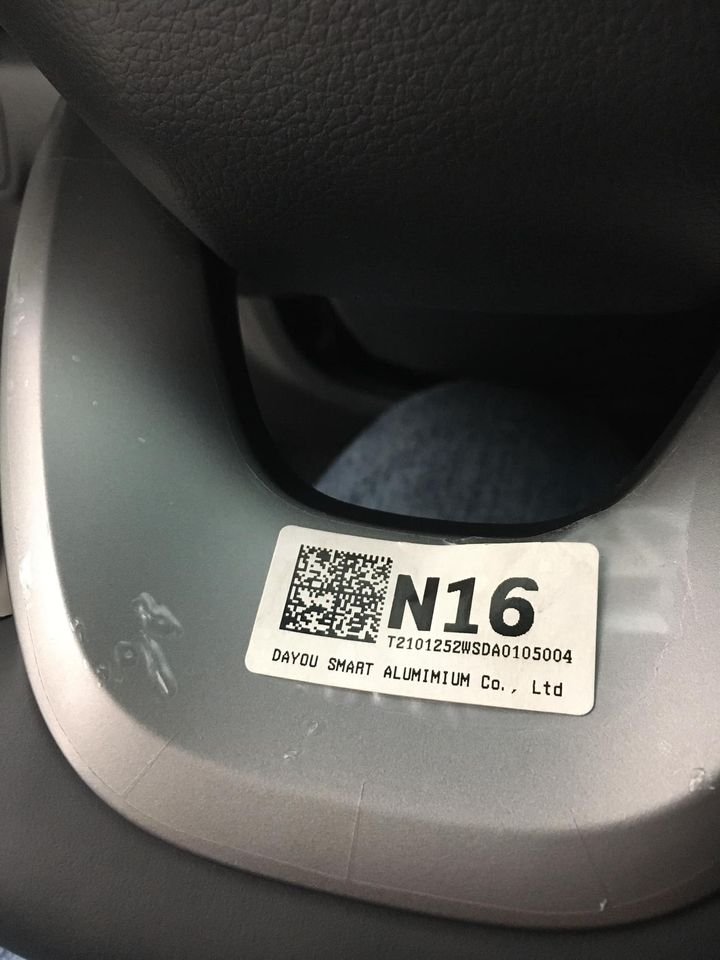 N16
T2101252WSDA0105004
DAYOU SMART ALUMIMIUM Co., Ltd